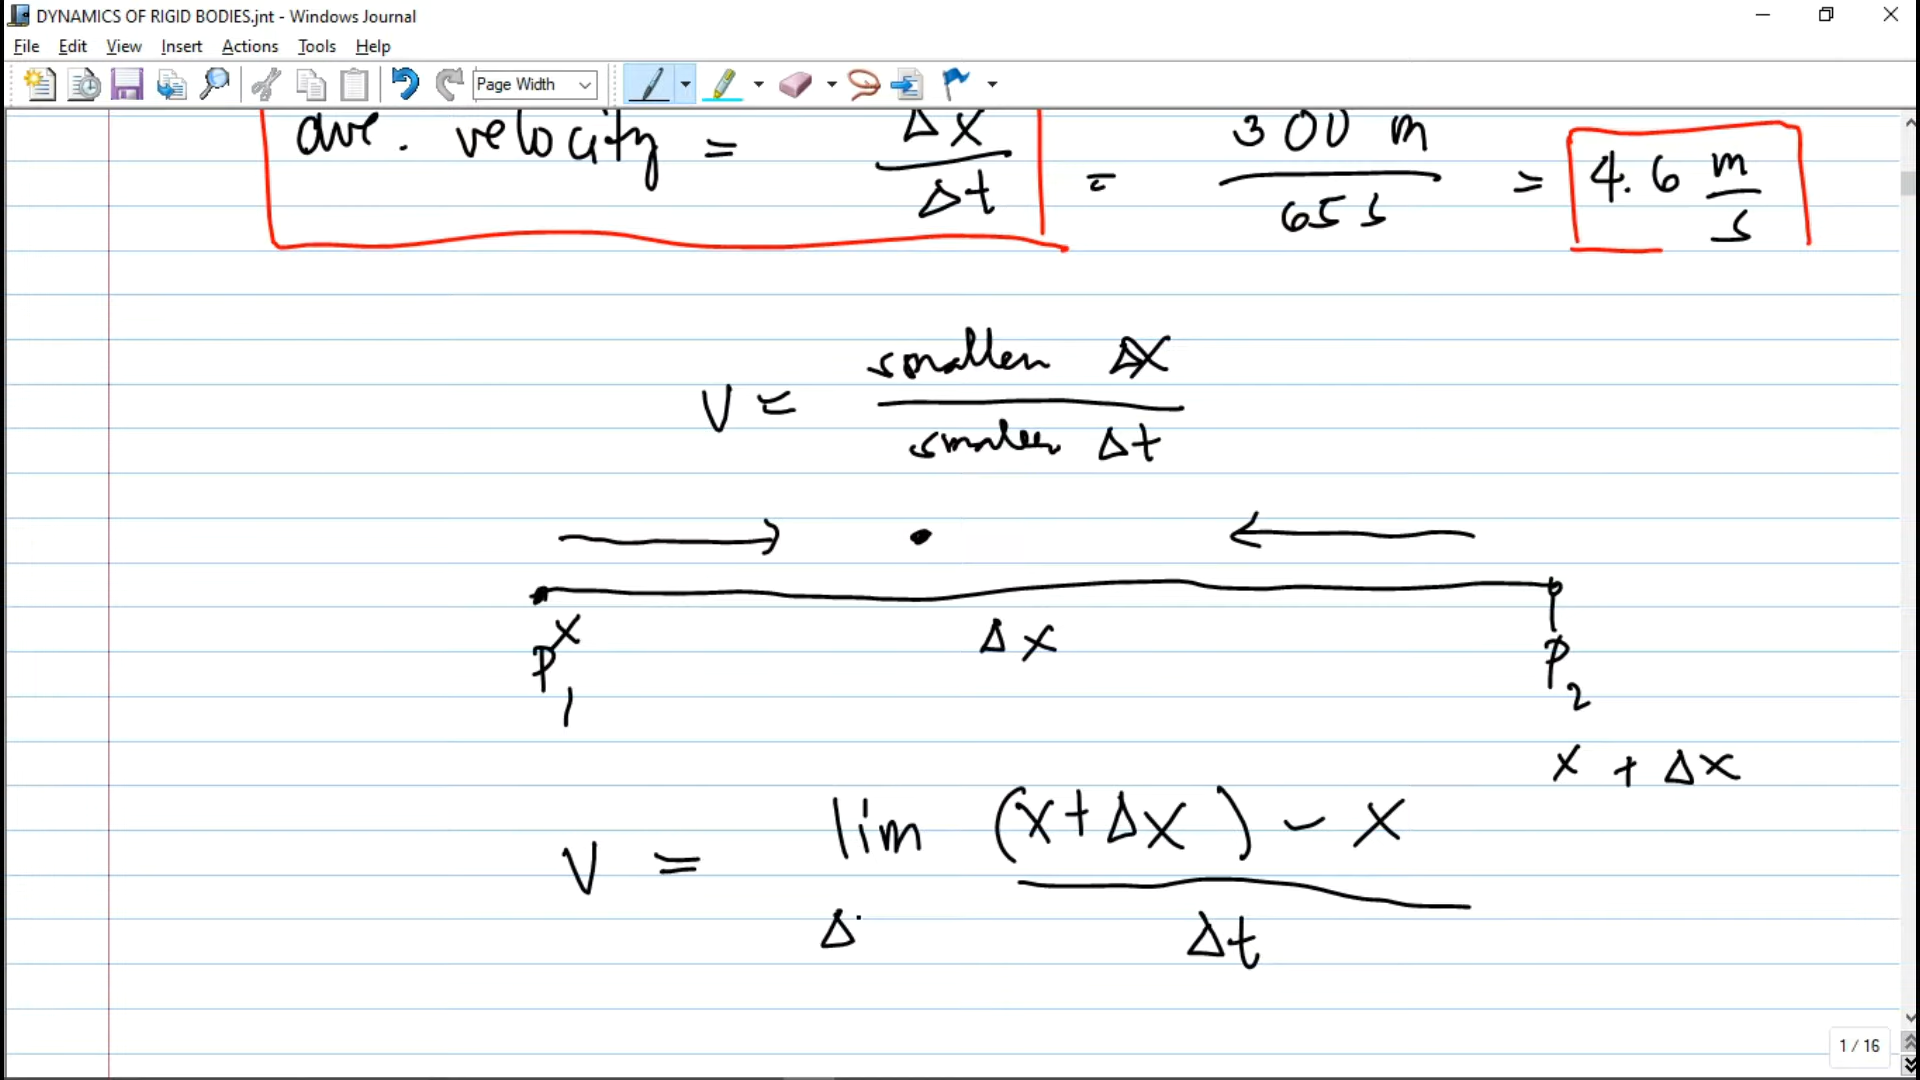 DYNAMICS OF RIGID BODIES.jnt - Windows Journal
File Edit View Insert Actions Tools Help
Page Width
ave. velocity = Δx / Δt = 300 m / 65 s = 4.6 m / s
V = smaller Δx / smaller Δt
x Δx
P1 P2
x + Δx
V = lim (x+Δx) - x / Δt
Δ
1 / 16